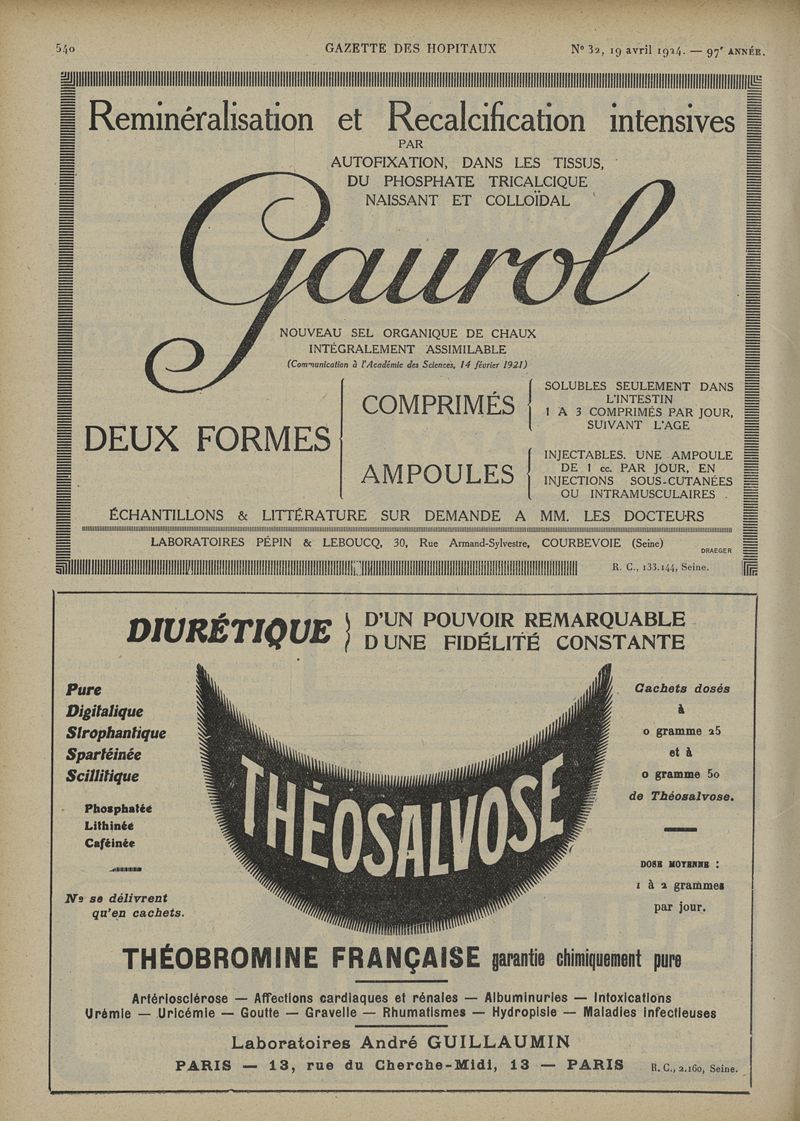 540 GAZETTE DES HOPITAUX N° 32, 19 avril 1924. — 97e ANNÉE.
Reminéralisation et Recalcification intensives
PAR
AUTOFIXATION, DANS LES TISSUS,
DU PHOSPHATE TRICALCIQUE
NAISSANT ET COLLOÏDAL
Gaurol
NOUVEAU SEL ORGANIQUE DE CHAUX
INTÉGRALEMENT ASSIMILABLE
(Communication à l'Académie des Sciences, 14 février 1921)
DEUX FORMES
COMPRIMÉS
SOLUBLES SEULEMENT DANS
L'INTESTIN
1 A 3 COMPRIMÉS PAR JOUR,
SUIVANT L'AGE
AMPOULES
INJECTABLES. UNE AMPOULE
DE 1 cc. PAR JOUR, EN
INJECTIONS SOUS-CUTANÉES
OU INTRAMUSCULAIRES .
ÉCHANTILLONS & LITTÉRATURE SUR DEMANDE A MM. LES DOCTEURS
LABORATOIRES PÉPIN & LEBOUCQ, 30, Rue Armand-Sylvestre, COURBEVOIE (Seine)
DRAEGER
R. C., 133.144, Seine.
DIURÉTIQUE
D'UN POUVOIR REMARQUABLE
D UNE FIDÉLITÉ CONSTANTE
Pure
Digitalique
Strophantique
Spartéinée
Scillitique
Phosphatée
Lithinée
Caféinée
Ne se délivrent
qu'en cachets.
THÉOSALVOSE
Cachets dosés
à
0 gramme 25
et à
0 gramme 50
de Théosalvose.
DOSE MOYENNE :
1 à 2 grammes
par jour.
THÉOBROMINE FRANÇAISE garantie chimiquement pure
Artériosclérose — Affections cardiaques et rénales — Albuminuries — Intoxications
Urémie — Uricémie — Goutte — Gravelle — Rhumatismes — Hydropisie — Maladies infectieuses
Laboratoires André GUILLAUMIN
PARIS — 13, rue du Cherche-Midi, 13 — PARIS R. C., 2.160, Seine.